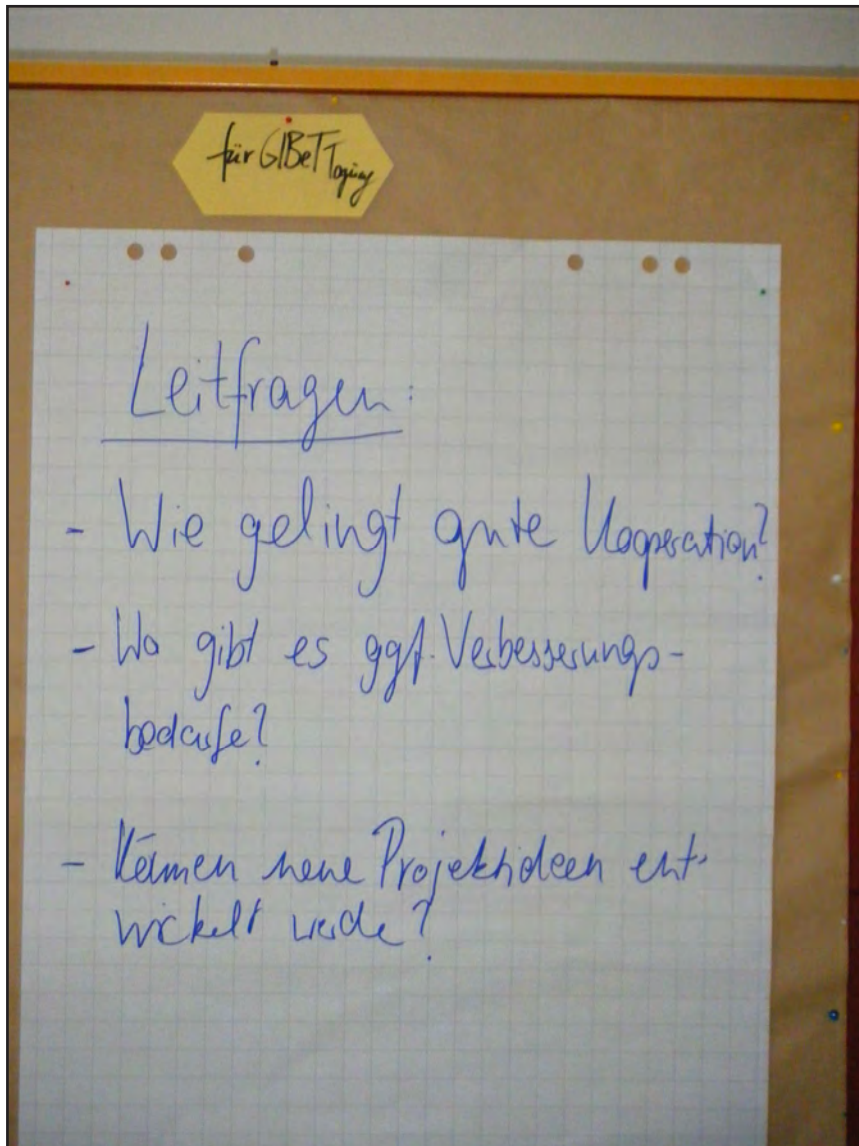 für GIBeT Tagung
Leitfragen:
- Wie gelingt gute Kooperation?
- Wo gibt es ggf. Verbesserungs-
bedarfe?
- Können neue Projektideen ent-
wickelt werde?